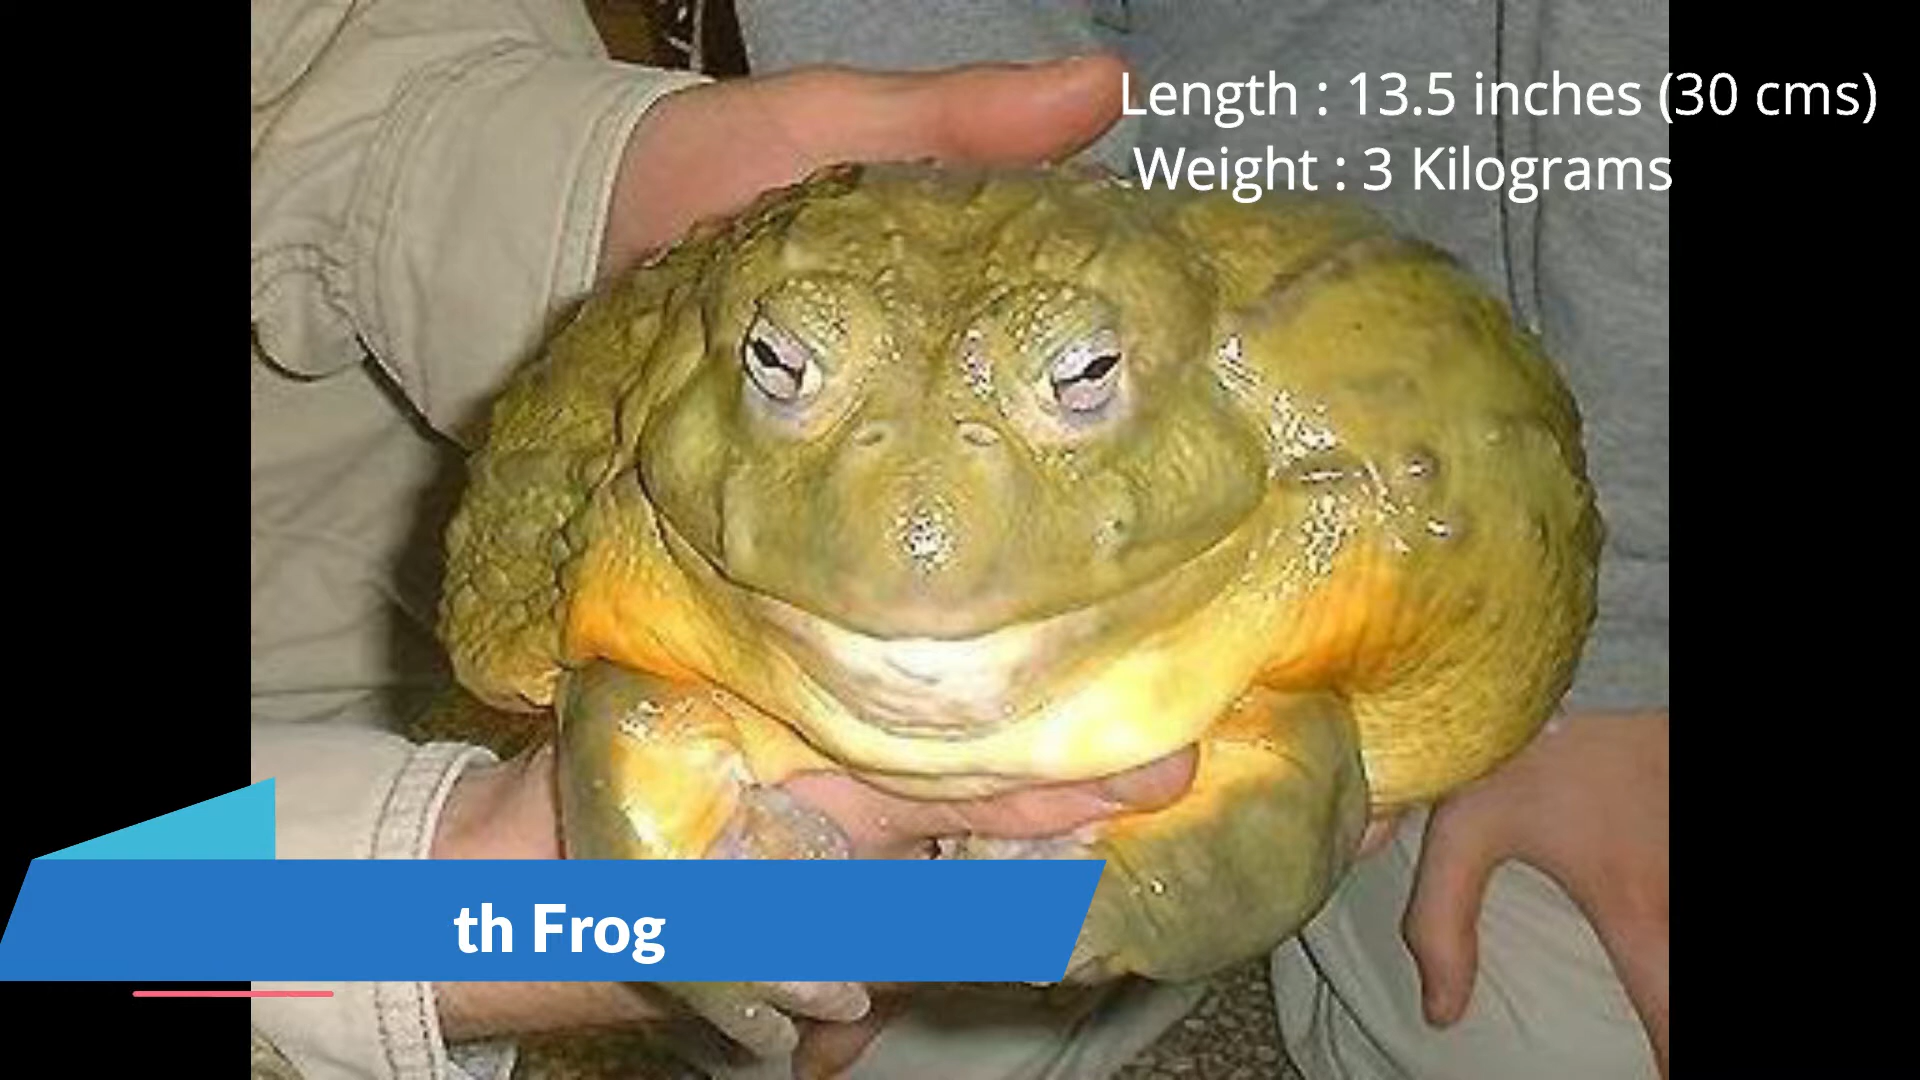 Length : 13.5 inches (30 cms)
Weight : 3 Kilograms
th Frog